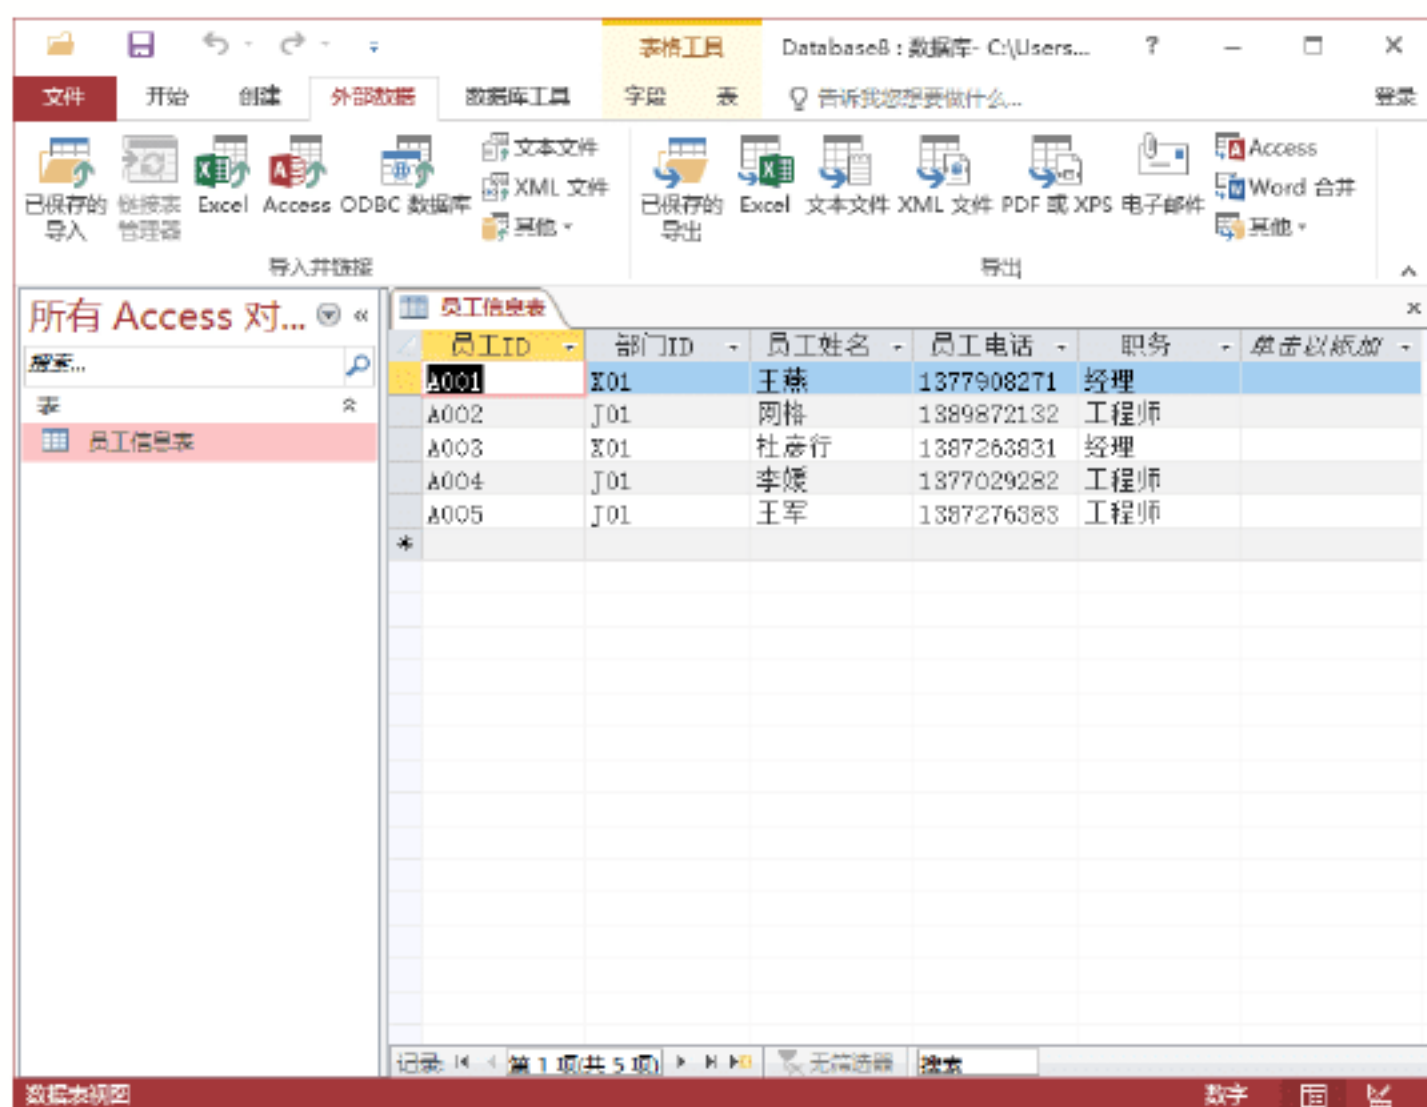 表格工具 Database8 : 数据库- C:\Users... ?
文件 开始 创建 外部数据 数据库工具 字段 表 告诉我您想要做什么... 登录
已保存的导入 链接表管理器 Excel Access ODBC 数据库 文本文件 XML 文件 其他
已保存的导出 Excel 文本文件 XML 文件 PDF 或 XPS 电子邮件 Access Word 合并 其他
导入并链接 导出
所有 Access 对... «
搜索...
表
员工信息表
员工信息表
员工ID 部门ID 员工姓名 员工电话 职务 单击以添加
A001 X01 王燕 1377908271 经理
A002 J01 1389872132 工程师
A003 X01 杜彦行 1387263831 经理
A004 J01 李媛 1377029282 工程师
A005 J01 王军 1387276383 工程师
*
记录: 第 1 项(共 5 项) 无筛选器 搜索
数据表视图 数字